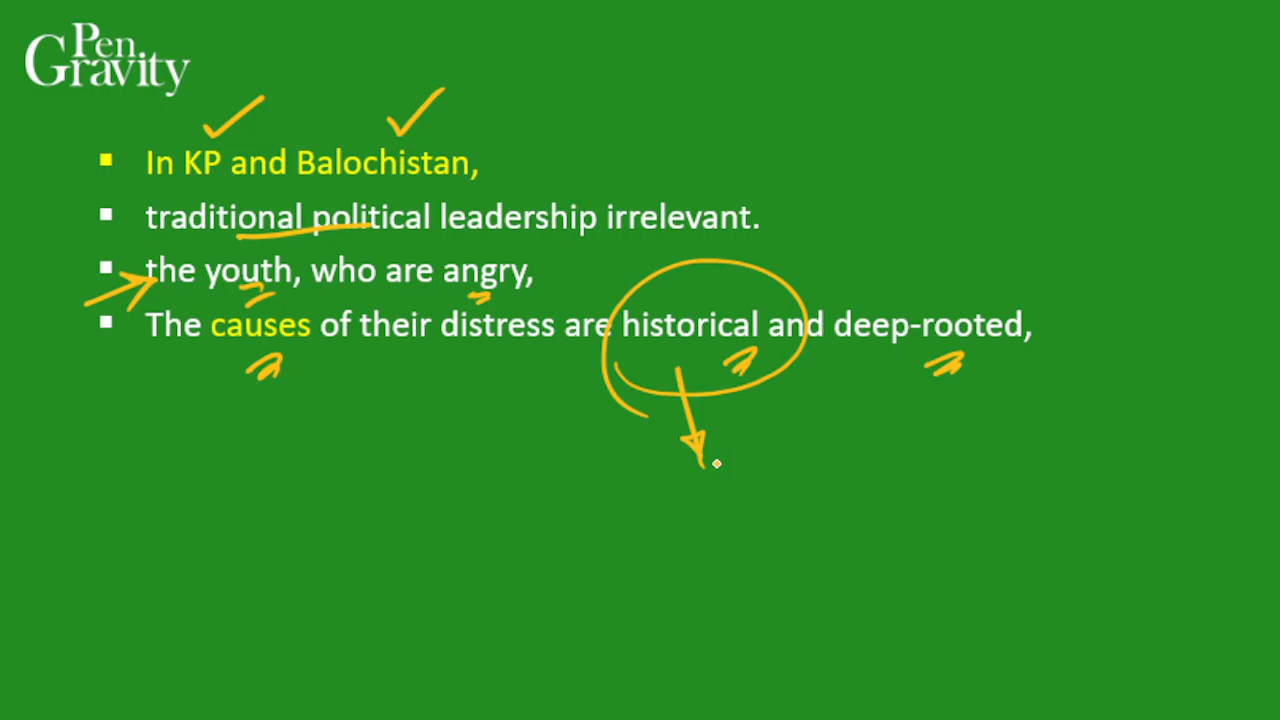 Pen
Gravity
In KP and Balochistan,
traditional political leadership irrelevant.
the youth, who are angry,
The causes of their distress are historical and deep-rooted,